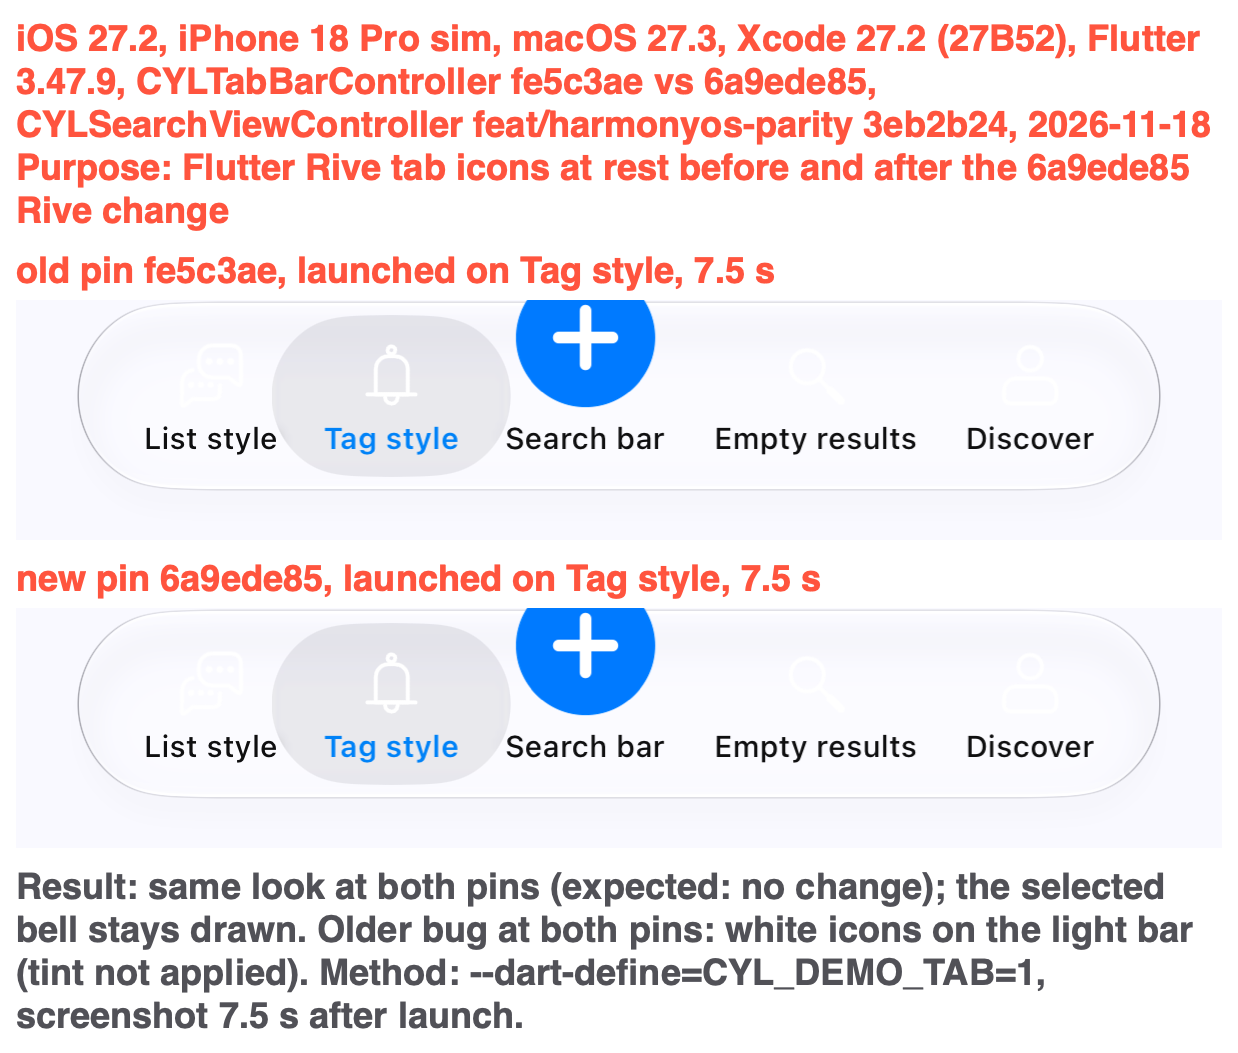 iOS 27.2, iPhone 18 Pro sim, macOS 27.3, Xcode 27.2 (27B52), Flutter
3.47.9, CYLTabBarController fe5c3ae vs 6a9ede85,
CYLSearchViewController feat/harmonyos-parity 3eb2b24, 2026-11-18
Purpose: Flutter Rive tab icons at rest before and after the 6a9ede85
Rive change
old pin fe5c3ae, launched on Tag style, 7.5 s
List style Tag style Search bar Empty results Discover
new pin 6a9ede85, launched on Tag style, 7.5 s
List style Tag style Search bar Empty results Discover
Result: same look at both pins (expected: no change); the selected
bell stays drawn. Older bug at both pins: white icons on the light bar
(tint not applied). Method: --dart-define=CYL_DEMO_TAB=1,
screenshot 7.5 s after launch.